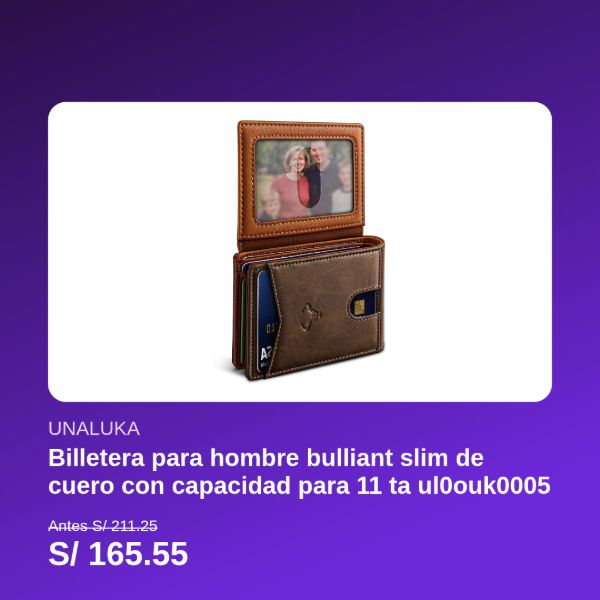 UNALUKA
Billetera para hombre bulliant slim de
cuero con capacidad para 11 ta ul0ouk0005
Antes S/ 211.25
S/ 165.55